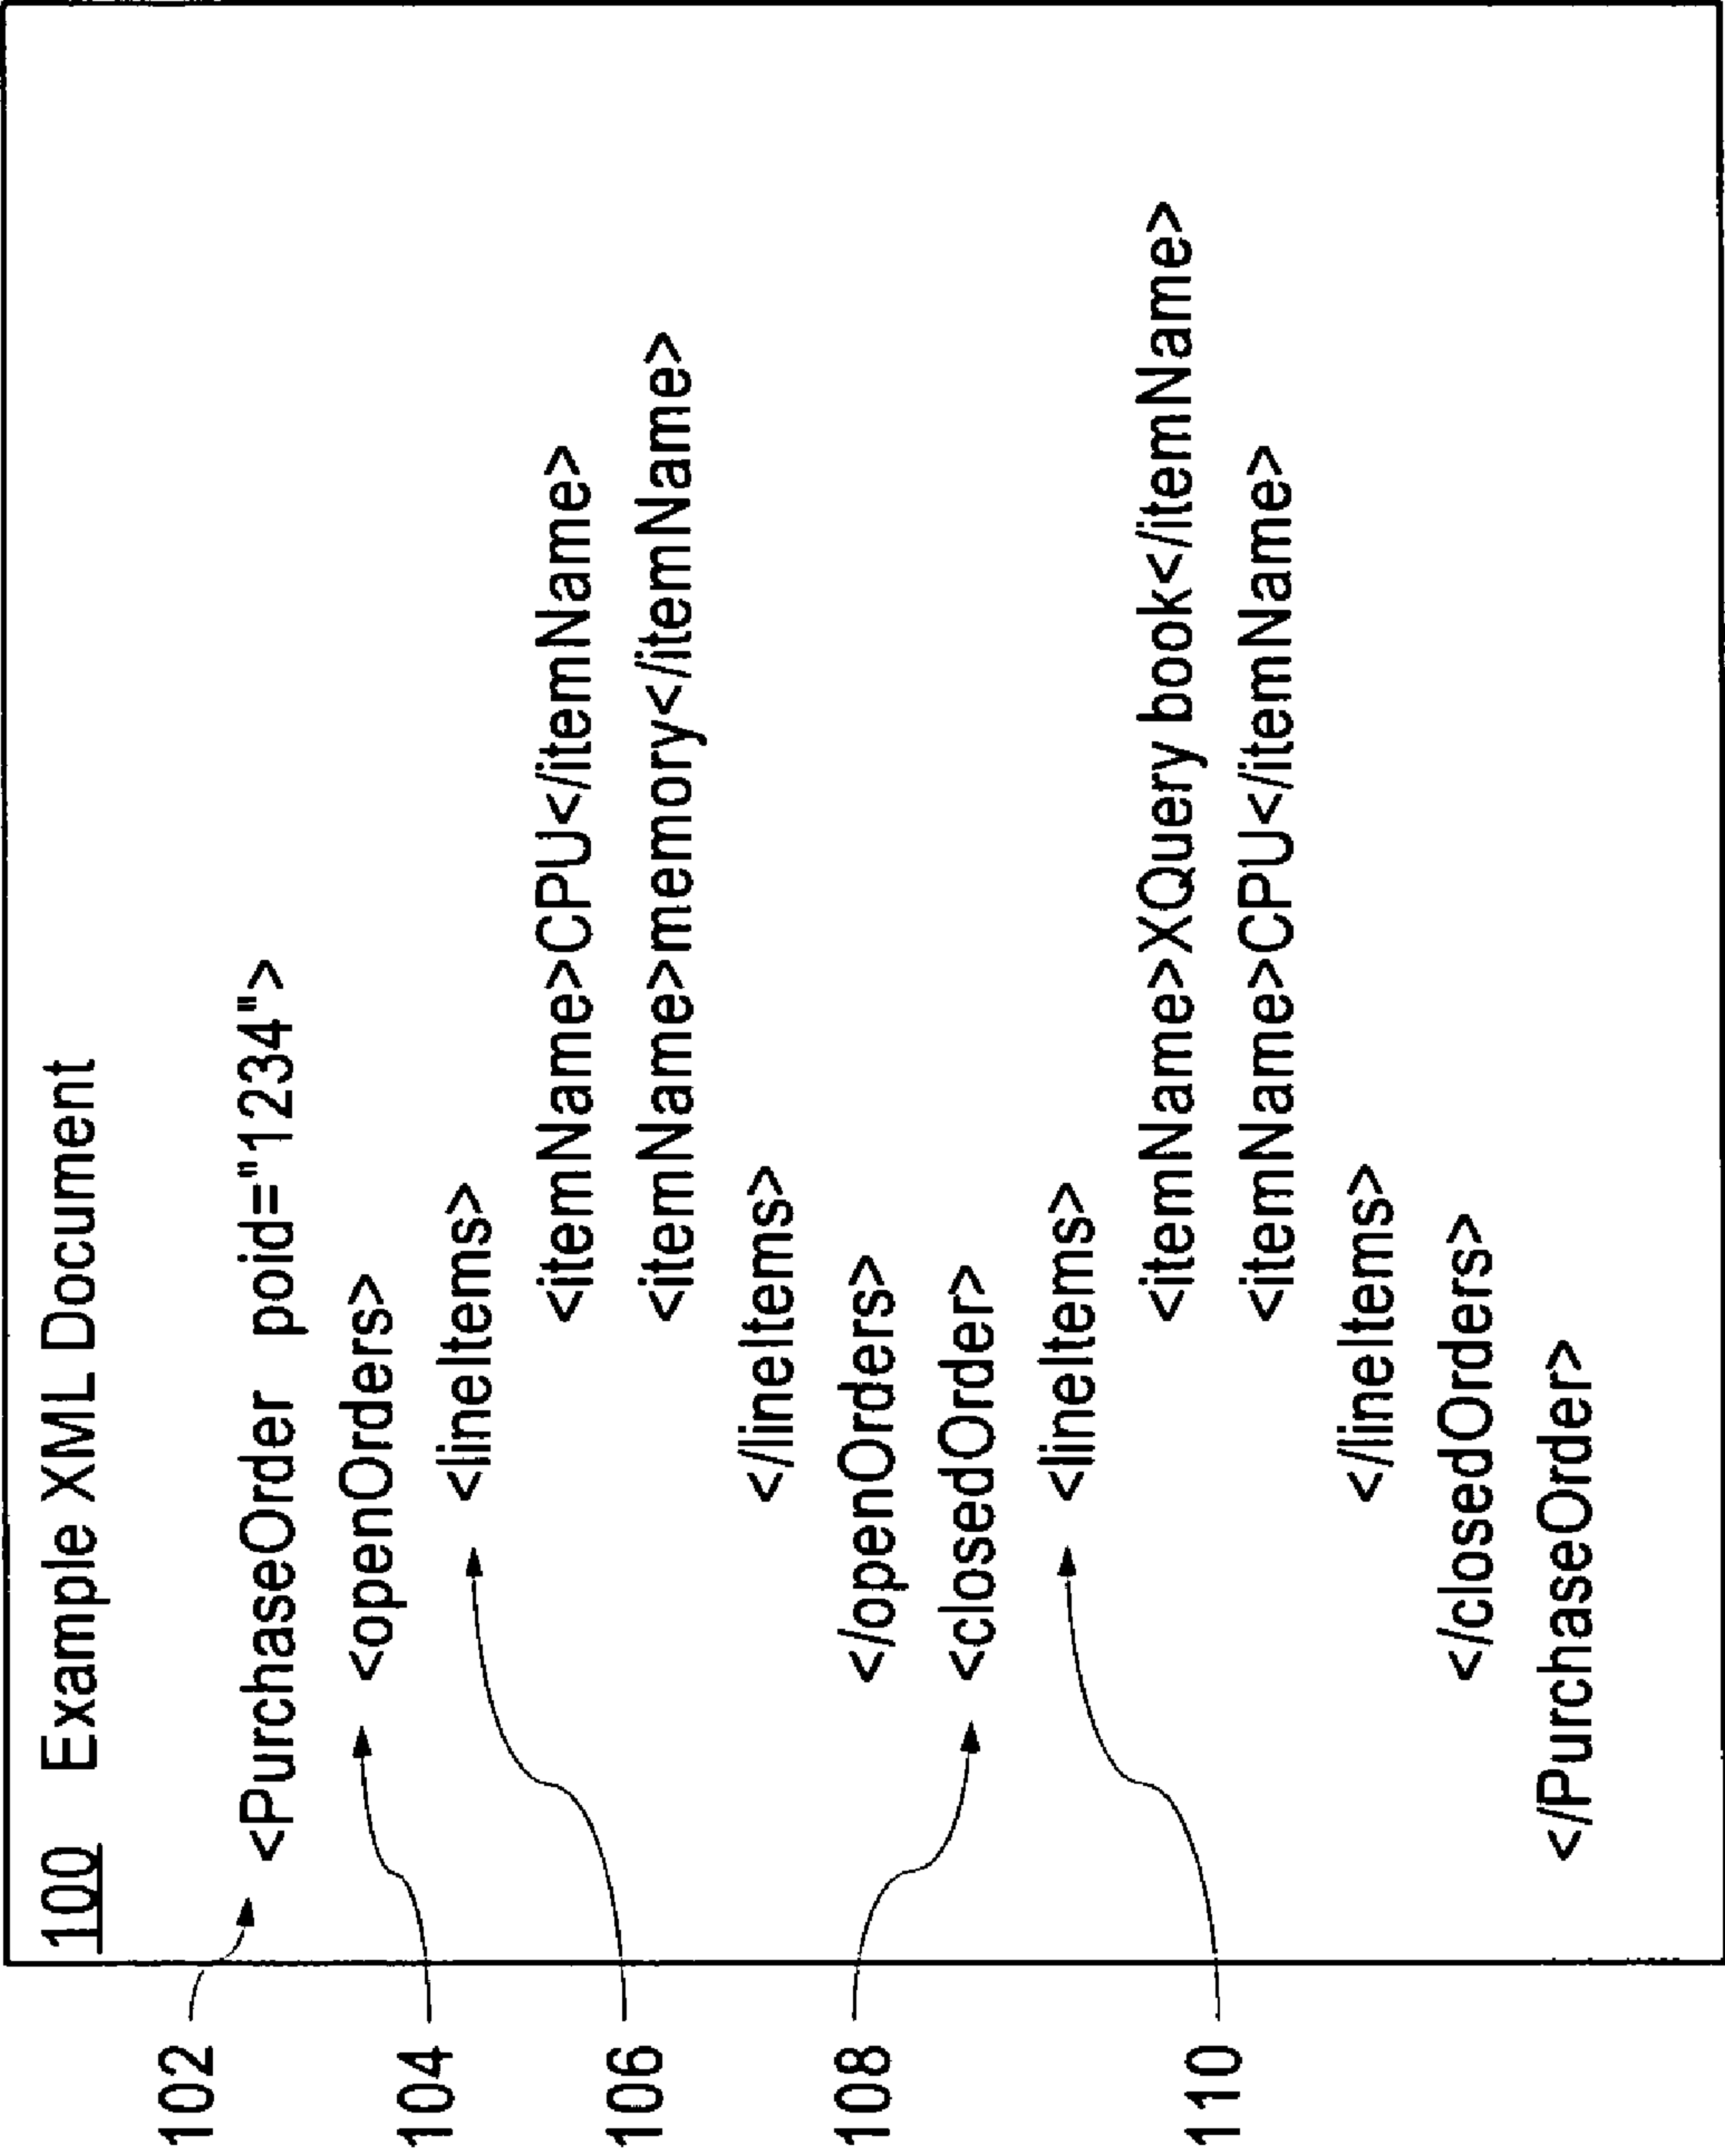 100 Example XML Document
102 <PurchaseOrder poid="1234">
104 <openOrders>
106 <lineItems>
<itemName>CPU</itemName>
<itemName>memory</itemName>
</lineItems>
</openOrders>
108 <closedOrder>
110 <lineItems>
<itemName>XQuery book</itemName>
<itemName>CPU</itemName>
</lineItems>
</closedOrders>
</PurchaseOrder>